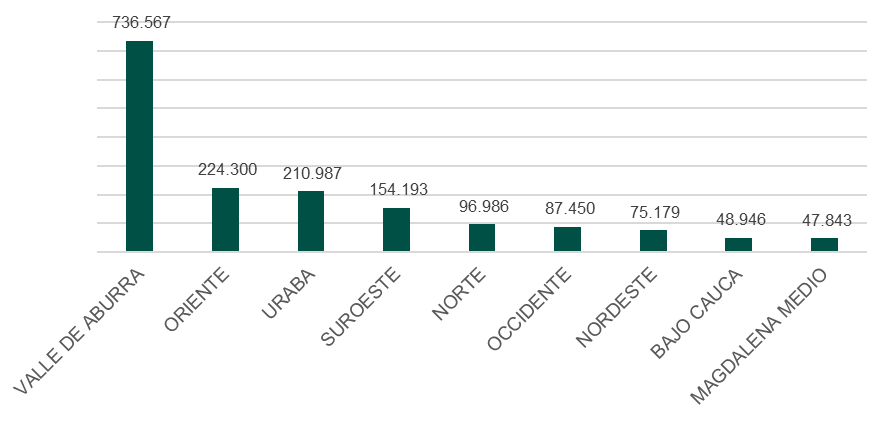 736.567
224.300
210.987
154.193
96.986
87.450
75.179
48.946
47.843
VALLE DE ABURRA
ORIENTE
URABA
SUROESTE
NORTE
OCCIDENTE
NORDESTE
BAJO CAUCA
MAGDALENA MEDIO